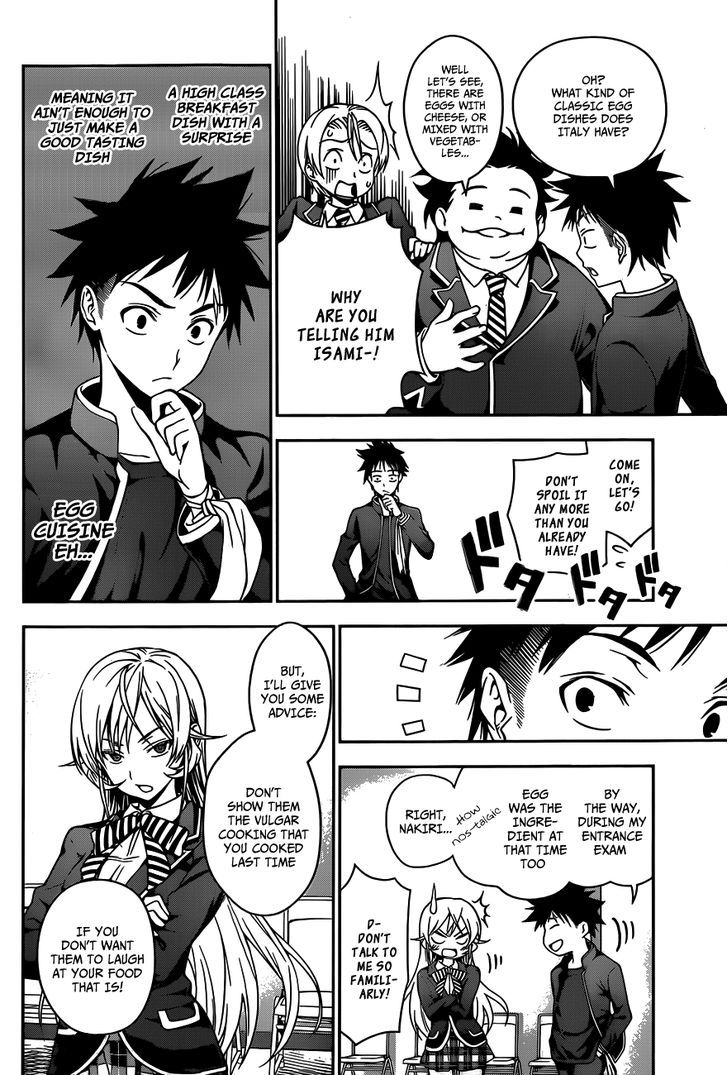 OH?
WHAT KIND OF
CLASSIC EGG
DISHES DOES
ITALY HAVE?
WELL
LET'S SEE,
THERE ARE
EGGS WITH
CHEESE, OR
MIXED WITH
VEGETAB-
LES...
WHY
ARE YOU
TELLING HIM
ISAMI-!
COME
ON,
LET'S
GO!
DON'T
SPOIL IT
ANY MORE
THAN YOU
ALREADY
HAVE!
ドタ
ドタドタ
A HIGH CLASS
BREAKFAST
DISH WITH A
SURPRISE
MEANING IT
AIN'T ENOUGH TO
JUST MAKE A
GOOD TASTING
DISH
EGG
CUISINE
EH...
BY
THE WAY,
DURING MY
ENTRANCE
EXAM
EGG
WAS THE
INGRE-
DIENT AT
THAT TIME
TOO
How
nos-talgic
RIGHT,
NAKIRI...
D-
DON'T
TALK TO
ME SO
FAMILI-
ARLY!
BUT,
I'LL GIVE
YOU SOME
ADVICE:
DON'T
SHOW THEM
THE VULGAR
COOKING THAT
YOU COOKED
LAST TIME
IF YOU
DON'T WANT
THEM TO LAUGH
AT YOUR FOOD
THAT IS!